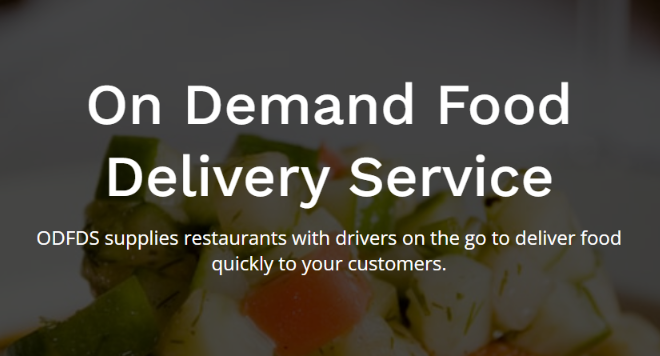 On Demand Food
Delivery Service
ODFDS supplies restaurants with drivers on the go to deliver food
quickly to your customers.